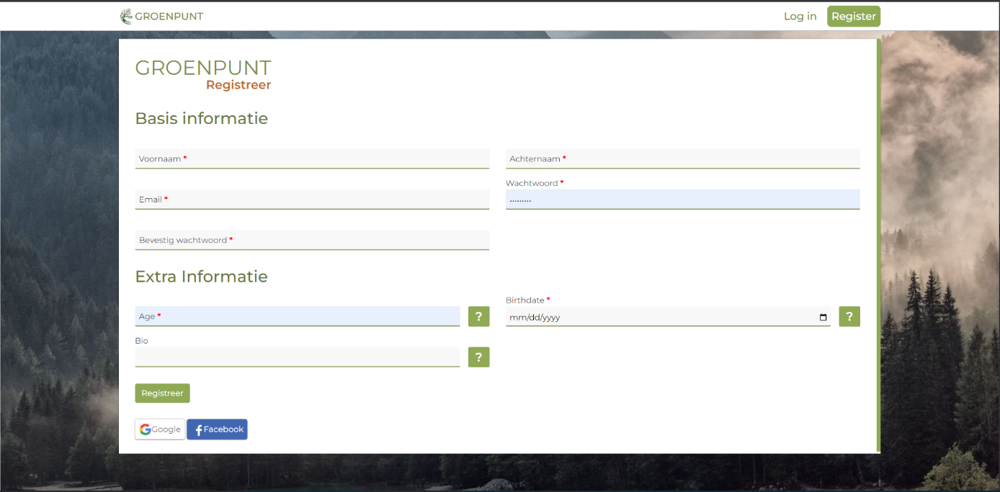 GROENPUNT
Log in
Register
GROENPUNT
Registreer
Basis informatie
Voornaam *
Achternaam *
Email *
Wachtwoord *
.........
Bevestig wachtwoord *
Extra Informatie
Age *
?
Birthdate *
mm/dd/yyyy
?
Bio
?
Registreer
Google
Facebook